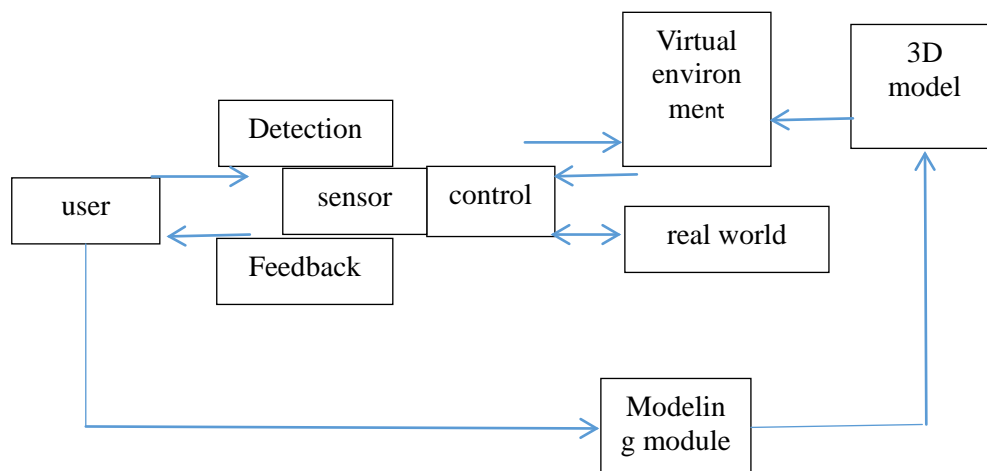 Virtual
environ
ment
3D
model
Detection
user
sensor
control
real world
Feedback
Modelin
g module